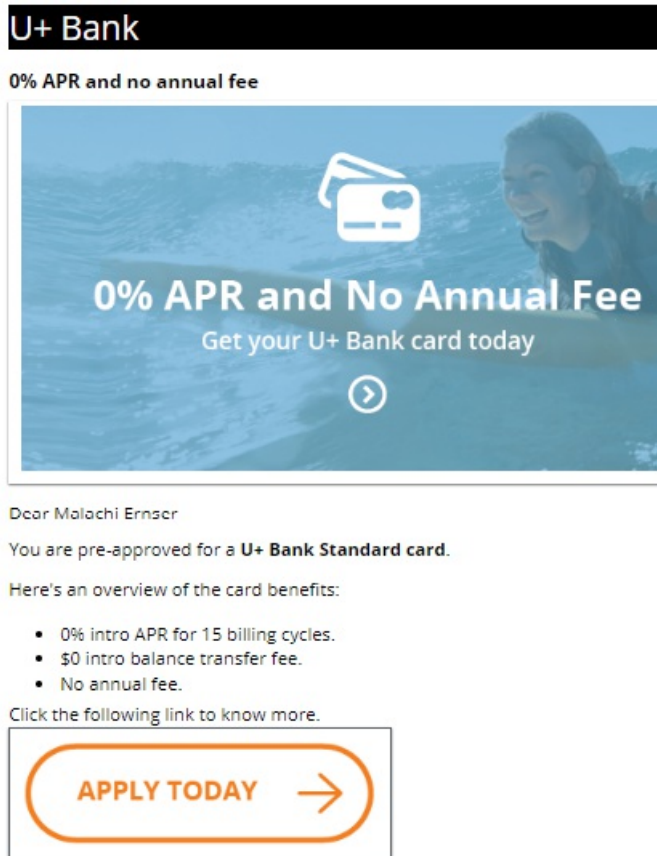 U+ Bank
0% APR and no annual fee
0% APR and No Annual Fee
Get your U+ Bank card today
Dear Malachi Ernser
You are pre-approved for a U+ Bank Standard card.
Here's an overview of the card benefits:
• 0% intro APR for 15 billing cycles.
• $0 intro balance transfer fee.
• No annual fee.
Click the following link to know more.
APPLY TODAY